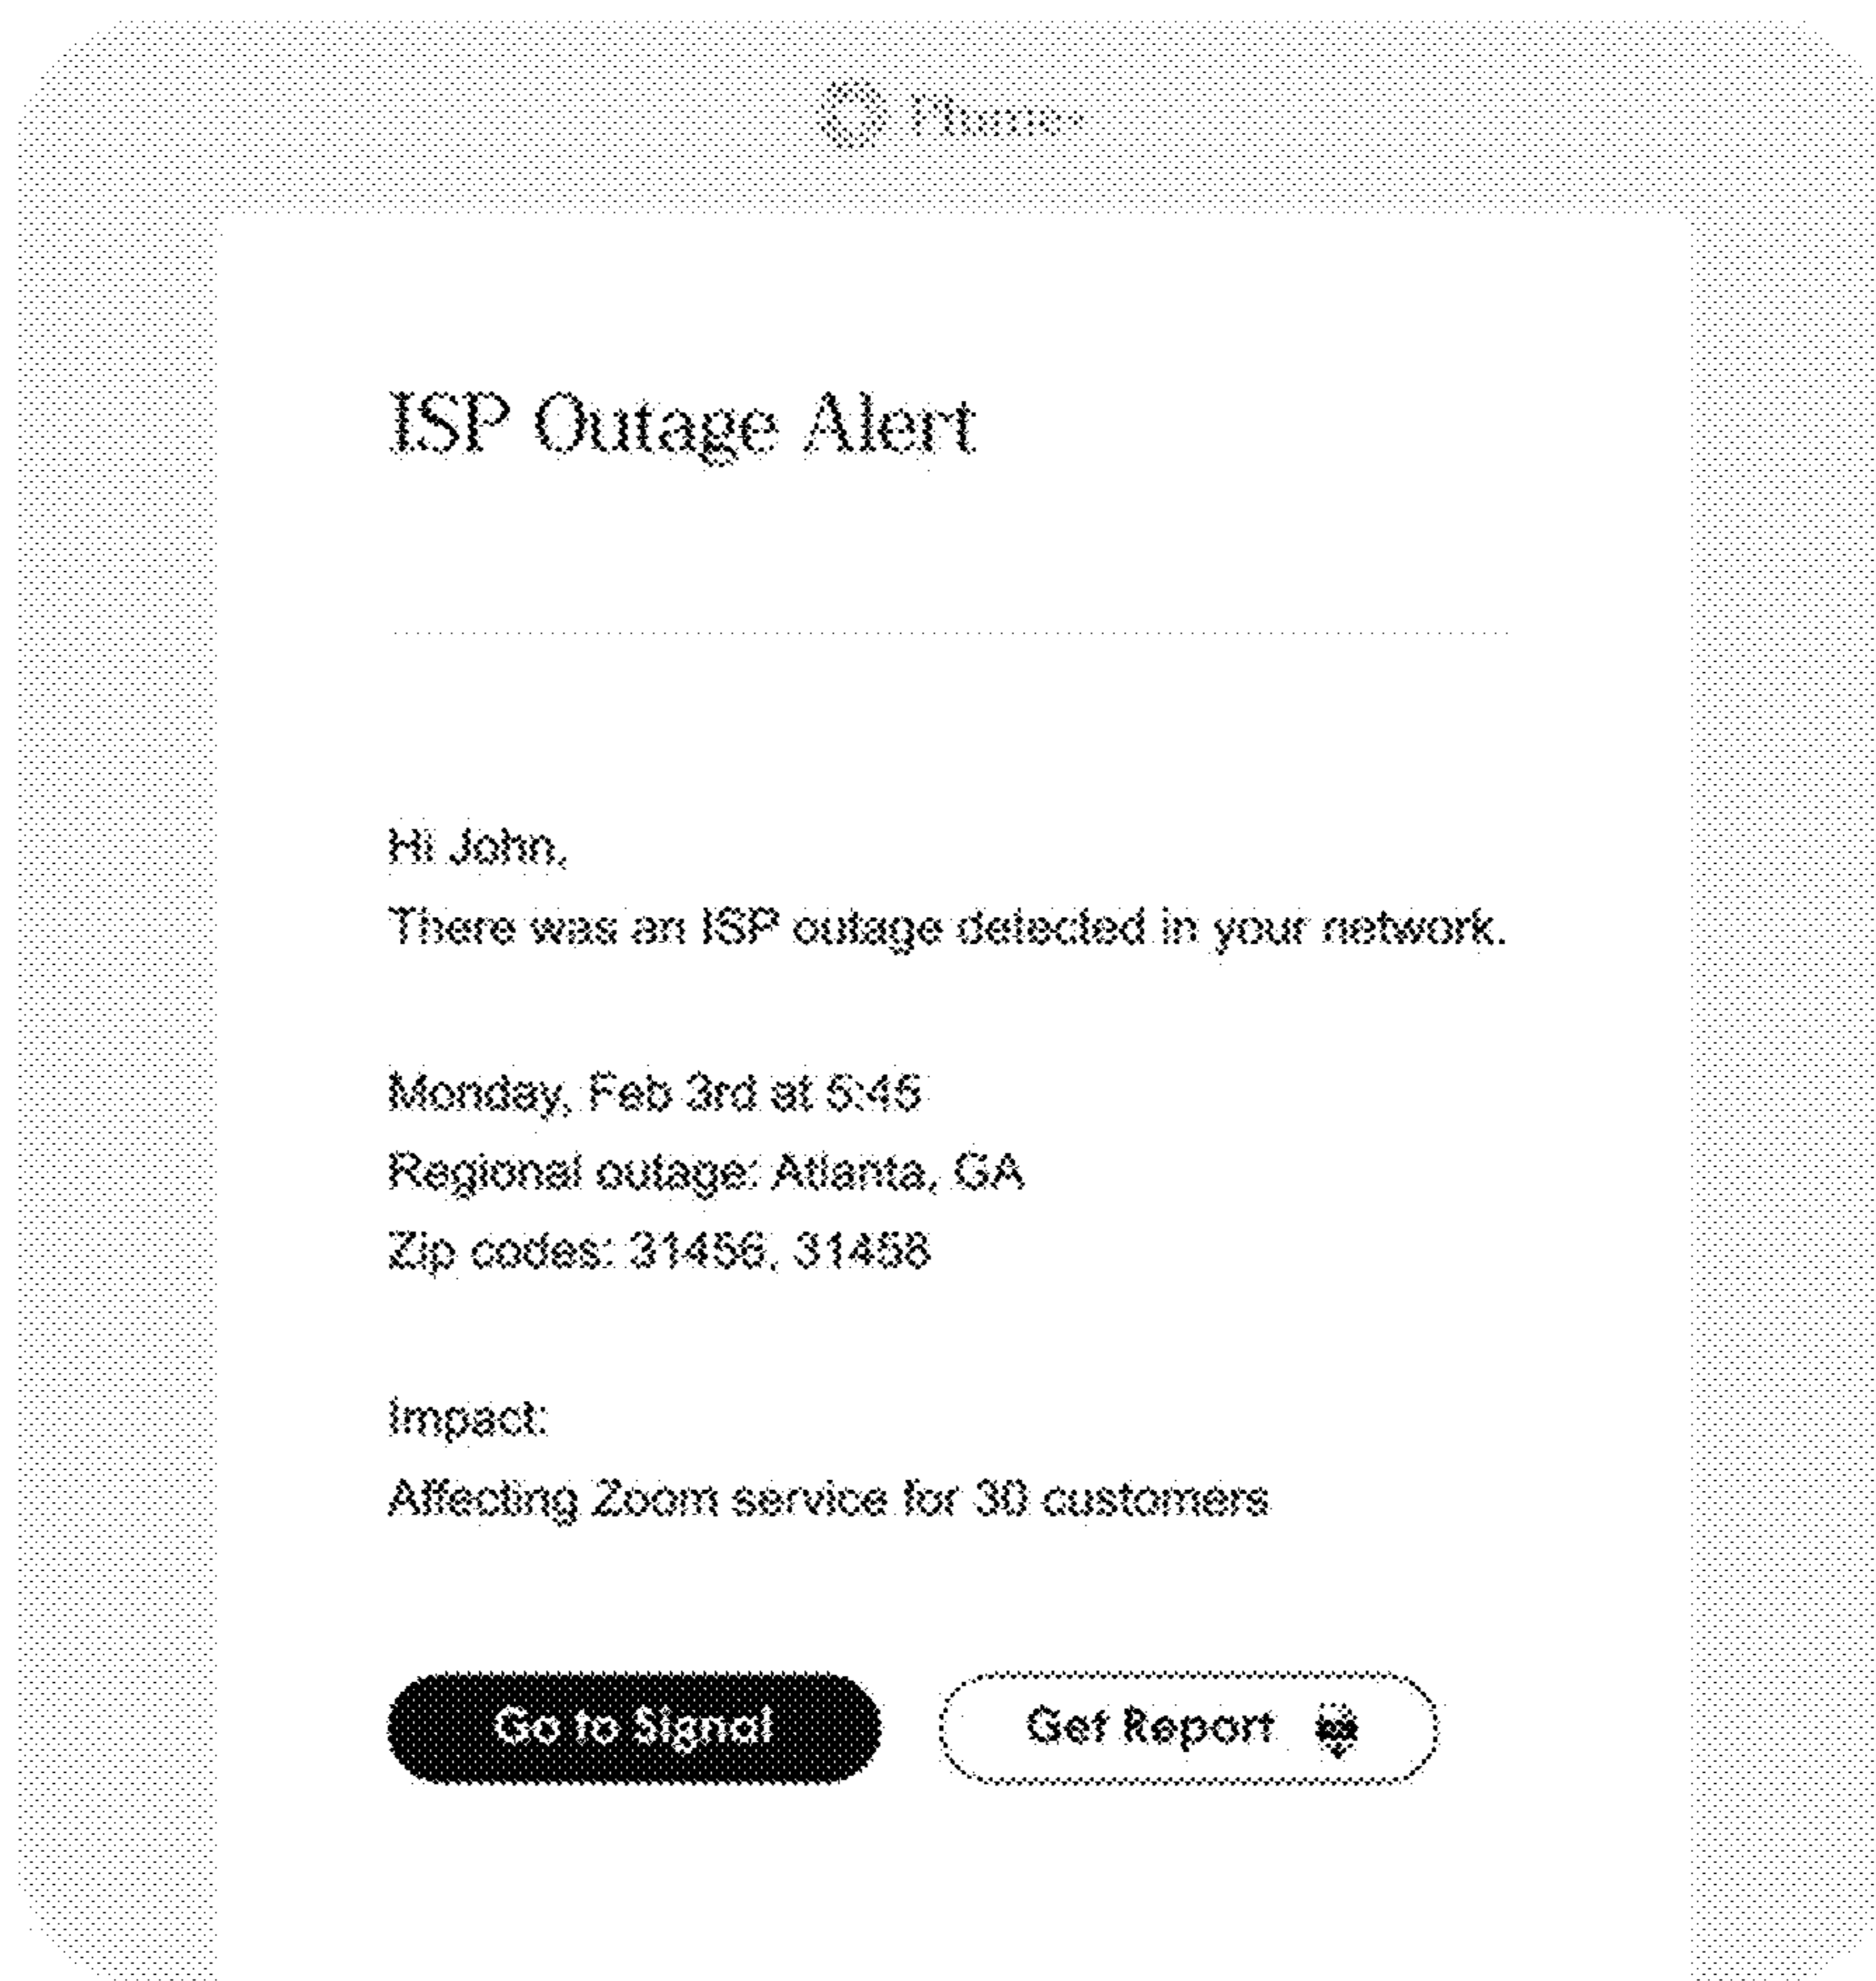 Plume
ISP Outage Alert
Hi John,
There was an ISP outage detected in your network.
Monday, Feb 3rd at 5:45
Regional outage: Atlanta, GA
Zip codes: 31456, 31458
Impact:
Affecting Zoom service for 30 customers
Go to Signal
Get Report